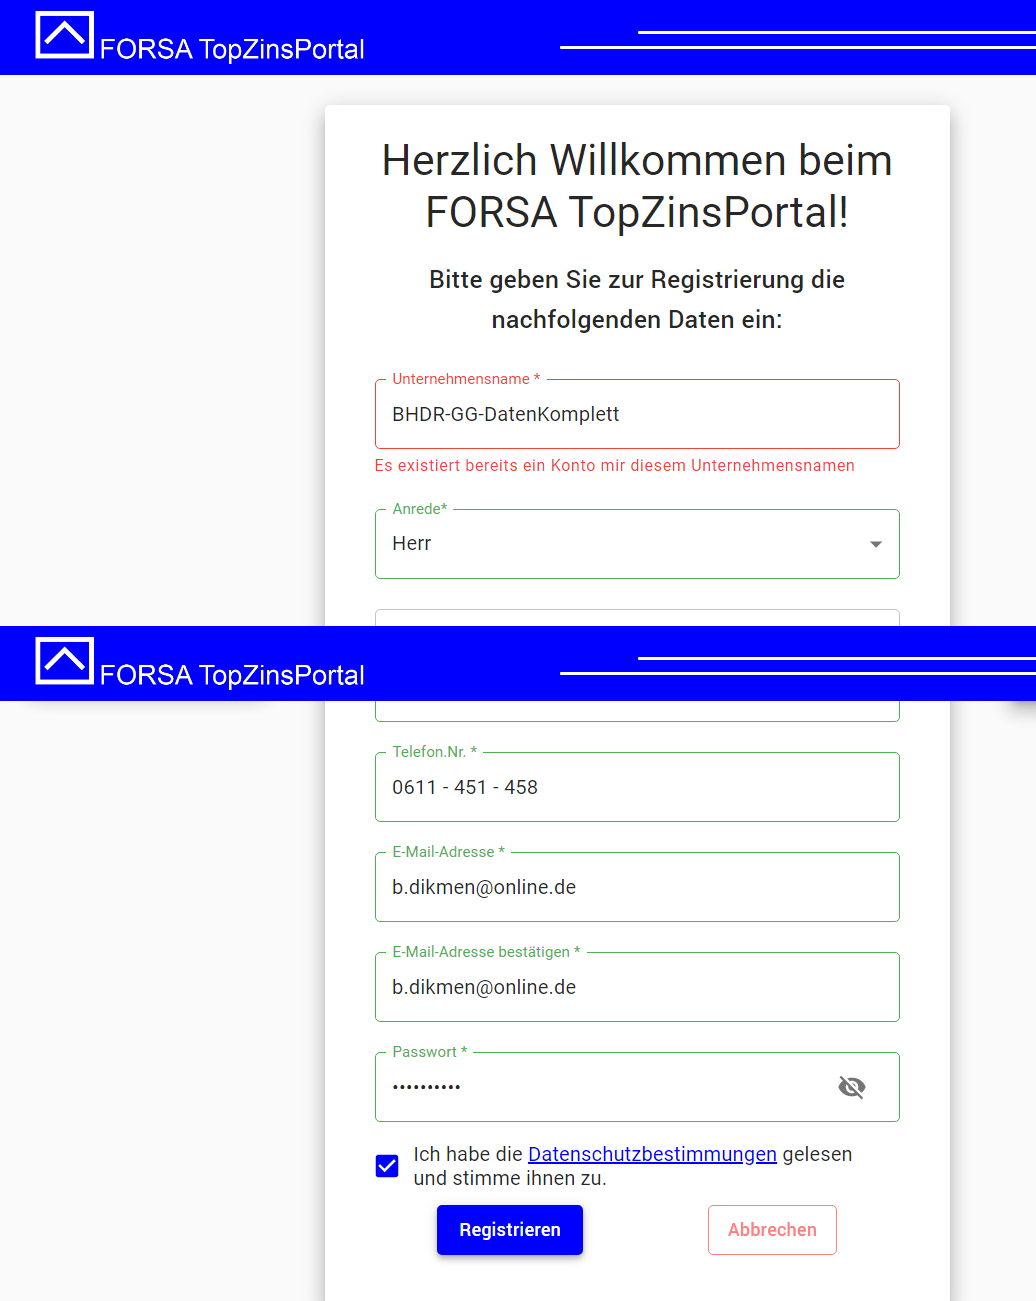 FORSA TopZinsPortal
Herzlich Willkommen beim
FORSA TopZinsPortal!
Bitte geben Sie zur Registrierung die
nachfolgenden Daten ein:
Unternehmensname *
BHDR-GG-DatenKomplett
Es existiert bereits ein Konto mir diesem Unternehmensnamen
Anrede*
Herr
FORSA TopZinsPortal
Telefon.Nr. *
0611 - 451 - 458
E-Mail-Adresse *
b.dikmen@online.de
E-Mail-Adresse bestätigen *
b.dikmen@online.de
Passwort *
••••••••••
Ich habe die Datenschutzbestimmungen gelesen
und stimme ihnen zu.
Registrieren Abbrechen